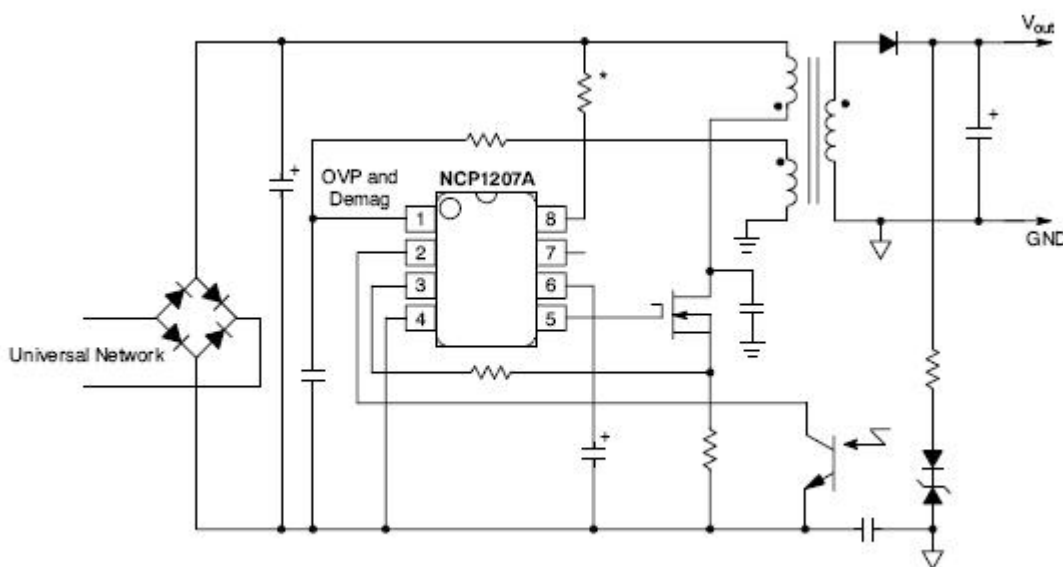 V_out
*
+
+
OVP and
Demag
NCP1207A
1
8
2
7
3
6
4
5
GND
Universal Network
+